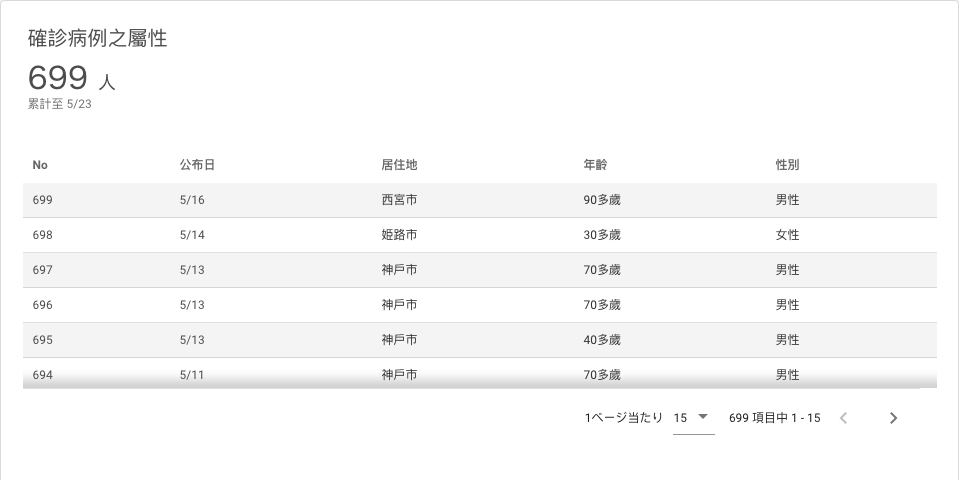 確診病例之屬性
699 人
累計至 5/23
No 公布日 居住地 年齡 性別
699 5/16 西宮市 90多歲 男性
698 5/14 姬路市 30多歲 女性
697 5/13 神戶市 70多歲 男性
696 5/13 神戶市 70多歲 男性
695 5/13 神戶市 40多歲 男性
694 5/11 神戶市 70多歲 男性
1ページ当たり 15 699 項目中 1 - 15